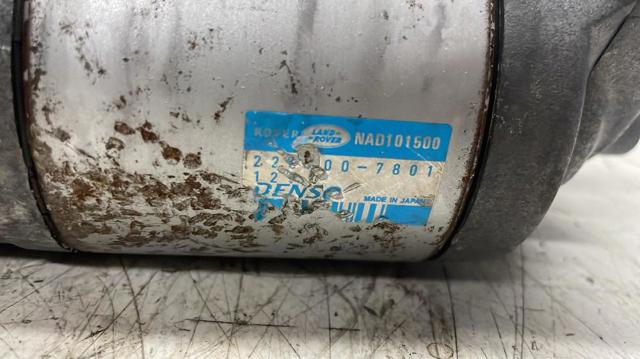 ROVER LAND ROVER NAD101500
22 00-7801
12
DENSO MADE IN JAPAN